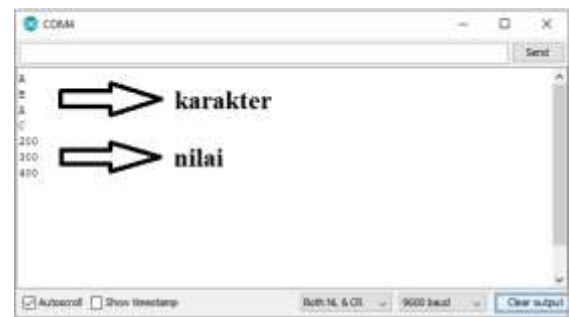 COM4
Send
A
B
karakter
A
C
200
300
nilai
400
Autoscroll Show timestamp Both NL & CR 9600 baud Clear output